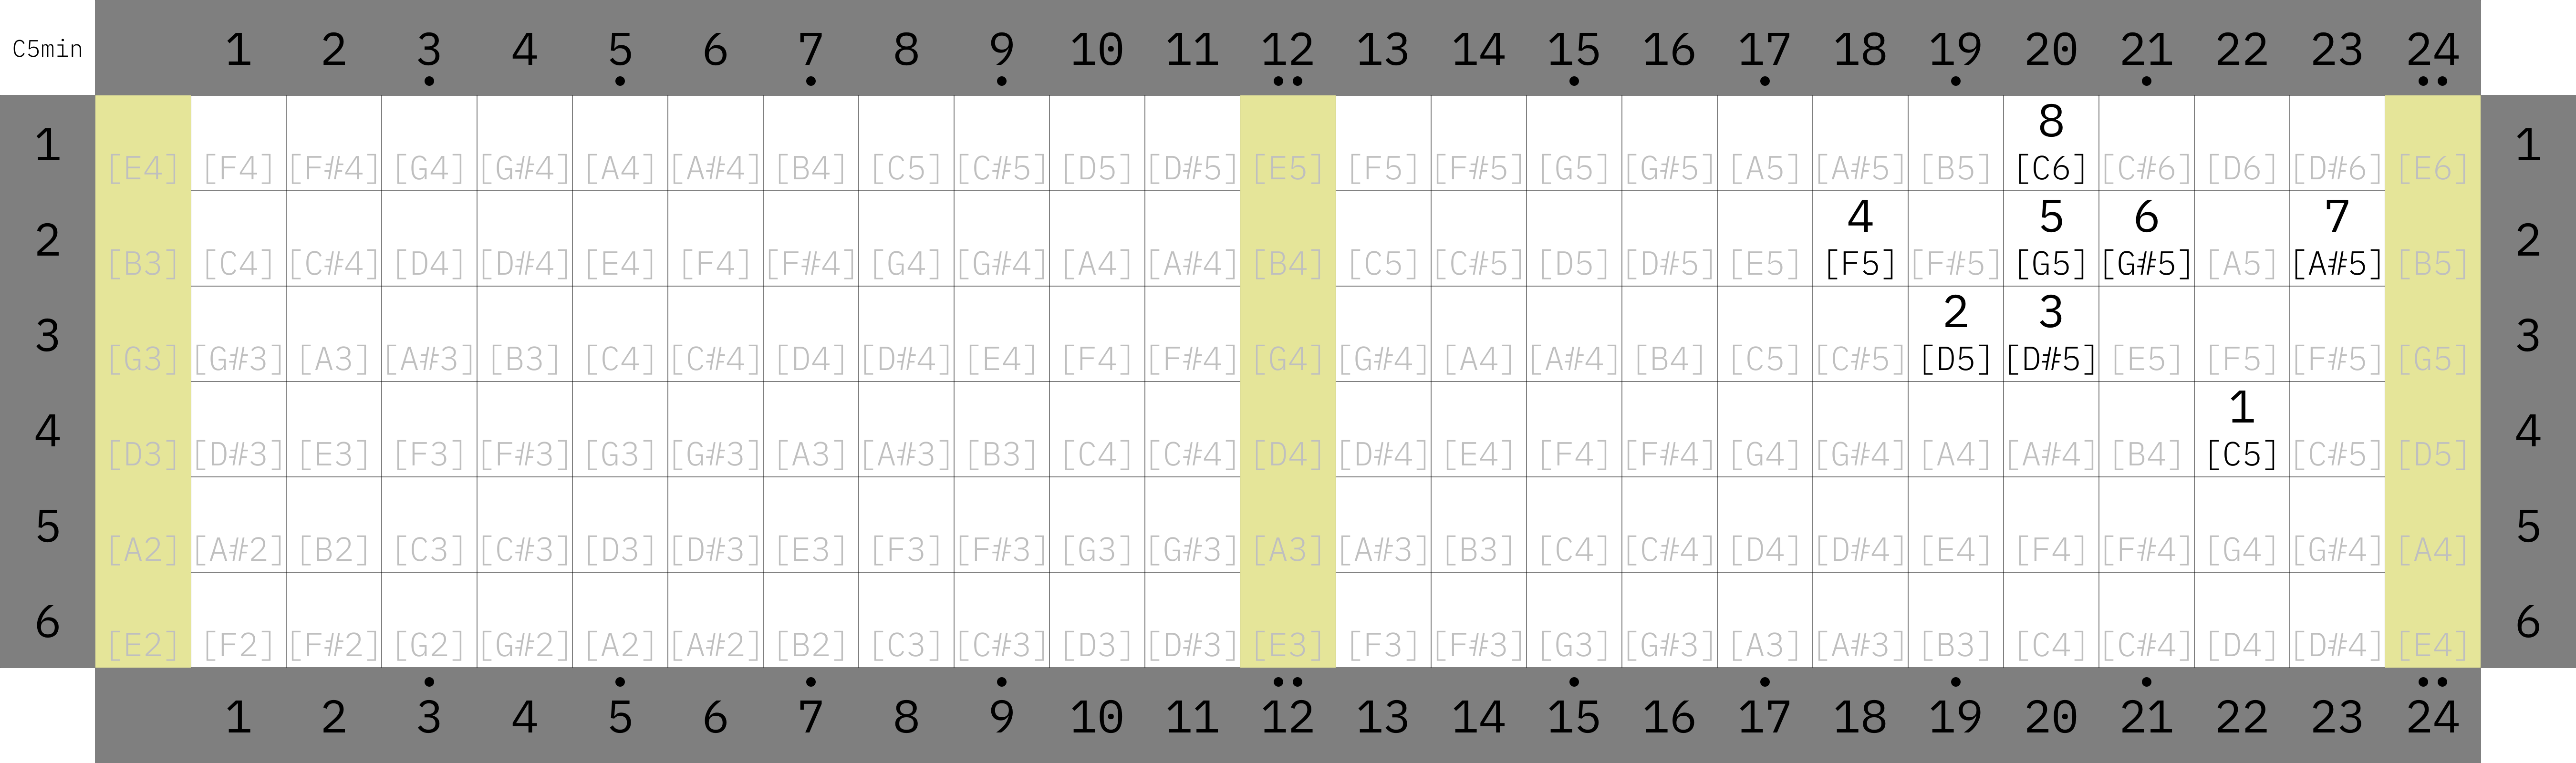 C5min 1 2 3 4 5 6 7 8 9 10 11 12 13 14 15 16 17 18 19 20 21 22 23 24
8
1 [E4] [F4] [F#4] [G4] [G#4] [A4] [A#4] [B4] [C5] [C#5] [D5] [D#5] [E5] [F5] [F#5] [G5] [G#5] [A5] [A#5] [B5] [C6] [C#6] [D6] [D#6] [E6] 1
4 5 6 7
2 [B3] [C4] [C#4] [D4] [D#4] [E4] [F4] [F#4] [G4] [G#4] [A4] [A#4] [B4] [C5] [C#5] [D5] [D#5] [E5] [F5] [F#5] [G5] [G#5] [A5] [A#5] [B5] 2
2 3
3 [G3] [G#3] [A3] [A#3] [B3] [C4] [C#4] [D4] [D#4] [E4] [F4] [F#4] [G4] [G#4] [A4] [A#4] [B4] [C5] [C#5] [D5] [D#5] [E5] [F5] [F#5] [G5] 3
1
4 [D3] [D#3] [E3] [F3] [F#3] [G3] [G#3] [A3] [A#3] [B3] [C4] [C#4] [D4] [D#4] [E4] [F4] [F#4] [G4] [G#4] [A4] [A#4] [B4] [C5] [C#5] [D5] 4
5 [A2] [A#2] [B2] [C3] [C#3] [D3] [D#3] [E3] [F3] [F#3] [G3] [G#3] [A3] [A#3] [B3] [C4] [C#4] [D4] [D#4] [E4] [F4] [F#4] [G4] [G#4] [A4] 5
6 [E2] [F2] [F#2] [G2] [G#2] [A2] [A#2] [B2] [C3] [C#3] [D3] [D#3] [E3] [F3] [F#3] [G3] [G#3] [A3] [A#3] [B3] [C4] [C#4] [D4] [D#4] [E4] 6
1 2 3 4 5 6 7 8 9 10 11 12 13 14 15 16 17 18 19 20 21 22 23 24